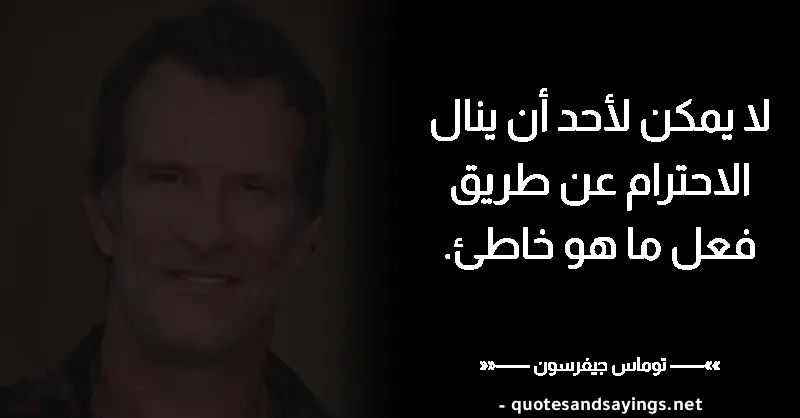 لا يمكن لأحد أن ينال
الاحترام عن طريق
فعل ما هو خاطئ.
»»—— توماس جيفرسون ——««
- quotesandsayings.net